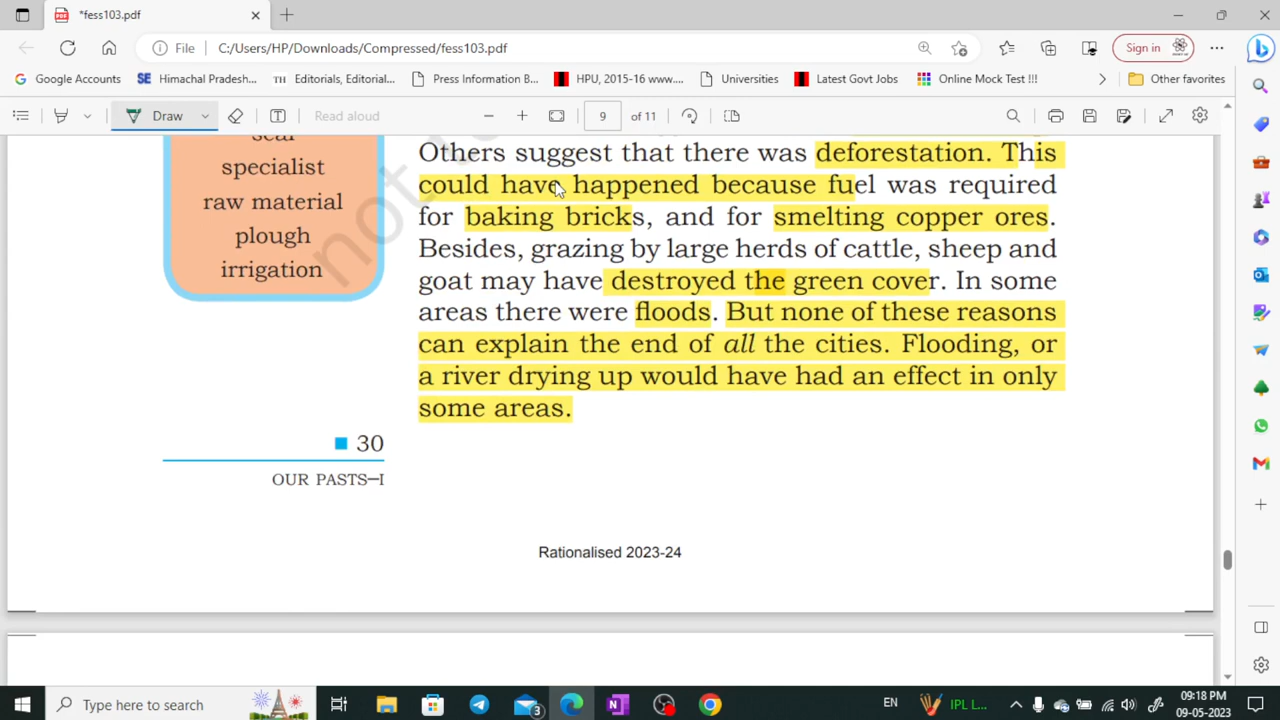 *fess103.pdf
File C:/Users/HP/Downloads/Compressed/fess103.pdf Sign in
Google Accounts SE Himachal Pradesh... TH Editorials, Editorial... Press Information B... HPU, 2015-16 www.... Universities Latest Govt Jobs Online Mock Test !!! Other favorites
Draw Read aloud 9 of 11
specialist
raw material
plough
irrigation
Others suggest that there was deforestation. This
could have happened because fuel was required
for baking bricks, and for smelting copper ores.
Besides, grazing by large herds of cattle, sheep and
goat may have destroyed the green cover. In some
areas there were floods. But none of these reasons
can explain the end of all the cities. Flooding, or
a river drying up would have had an effect in only
some areas.
30
OUR PASTS–I
not
Rationalised 2023-24
Type here to search 3 EN IPL L... 09:18 PM
09-05-2023